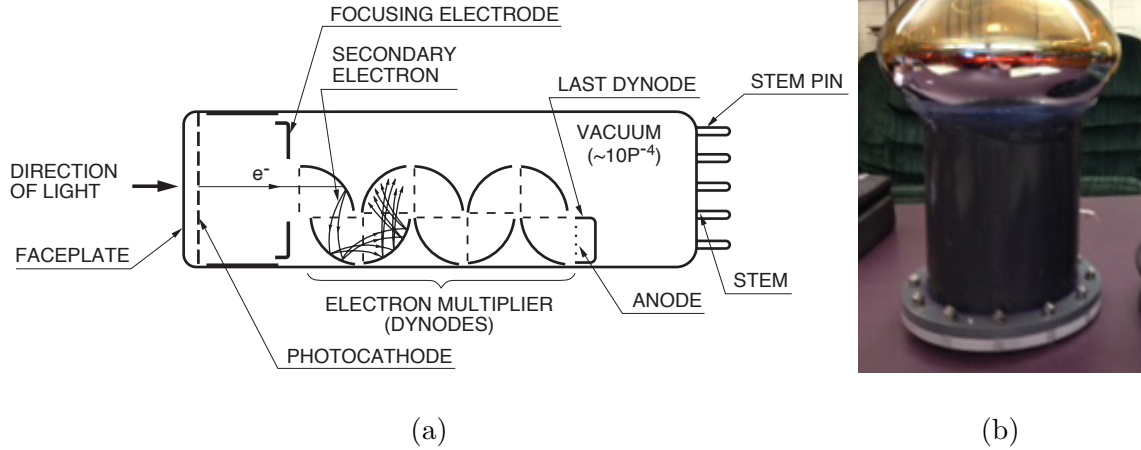 FOCUSING ELECTRODE
SECONDARY
ELECTRON
LAST DYNODE
STEM PIN
VACUUM
(~10P⁻⁴)
DIRECTION
OF LIGHT
e⁻
FACEPLATE
STEM
ELECTRON MULTIPLIER
(DYNODES)
ANODE
PHOTOCATHODE
(a)
(b)